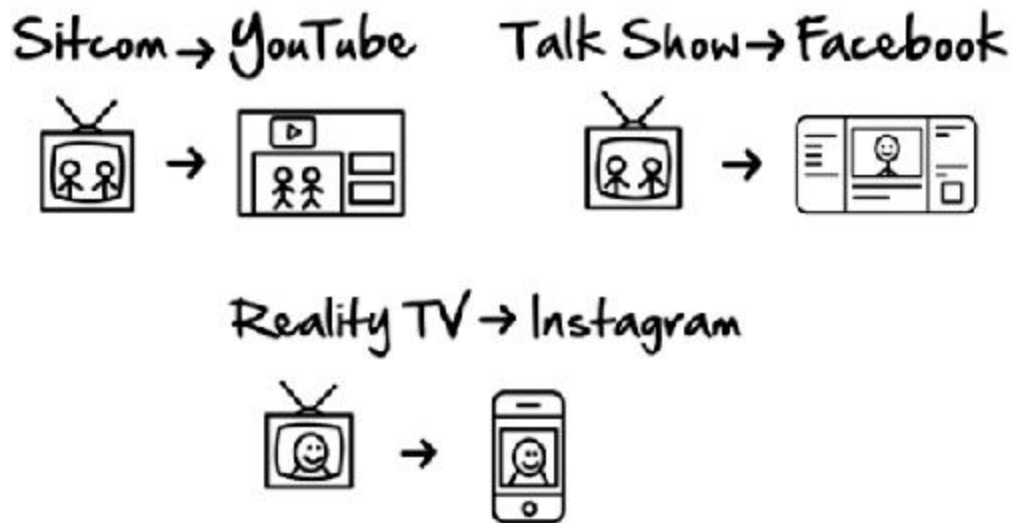 Sitcom → YouTube
Talk Show → Facebook
Reality TV → Instagram